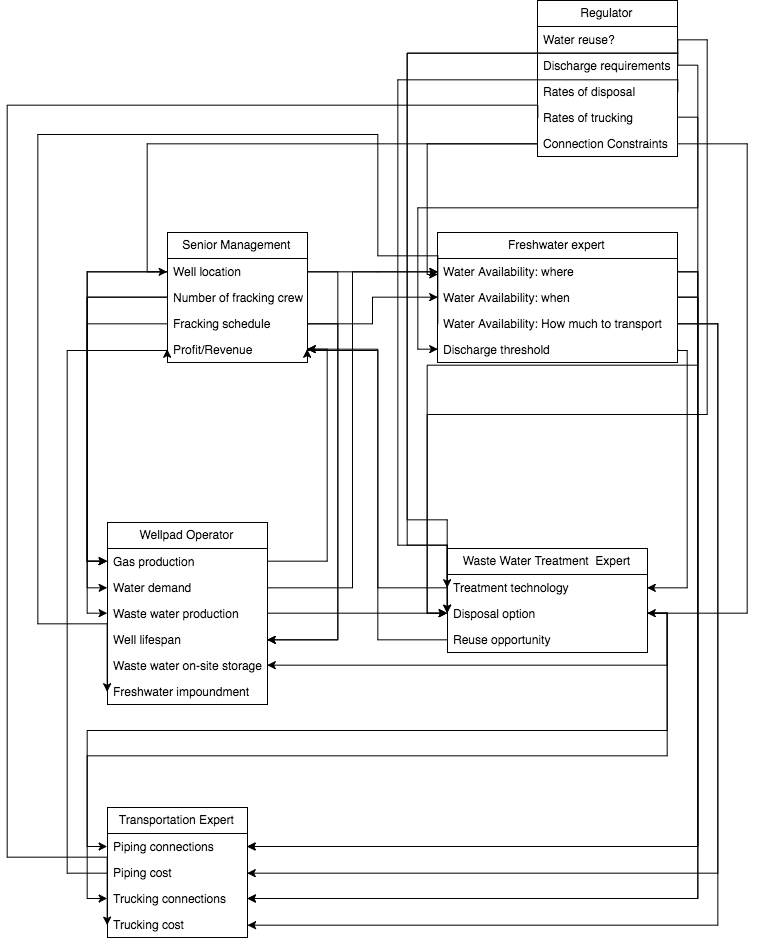 Regulator
Water reuse?
Discharge requirements
Rates of disposal
Rates of trucking
Connection Constraints
Senior Management
Well location
Number of fracking crew
Fracking schedule
Profit/Revenue
Freshwater expert
Water Availability: where
Water Availability: when
Water Availability: How much to transport
Discharge threshold
Wellpad Operator
Gas production
Water demand
Waste water production
Well lifespan
Waste water on-site storage
Freshwater impoundment
Waste Water Treatment  Expert
Treatment technology
Disposal option
Reuse opportunity
Transportation Expert
Piping connections
Piping cost
Trucking connections
Trucking cost